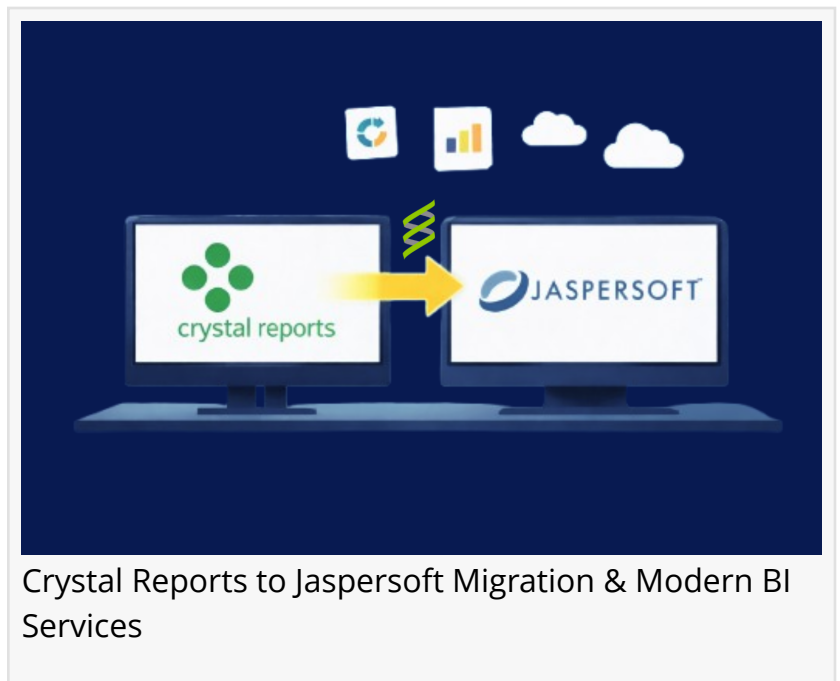 crystal reports
JASPERSOFT
Crystal Reports to Jaspersoft Migration & Modern BI
Services